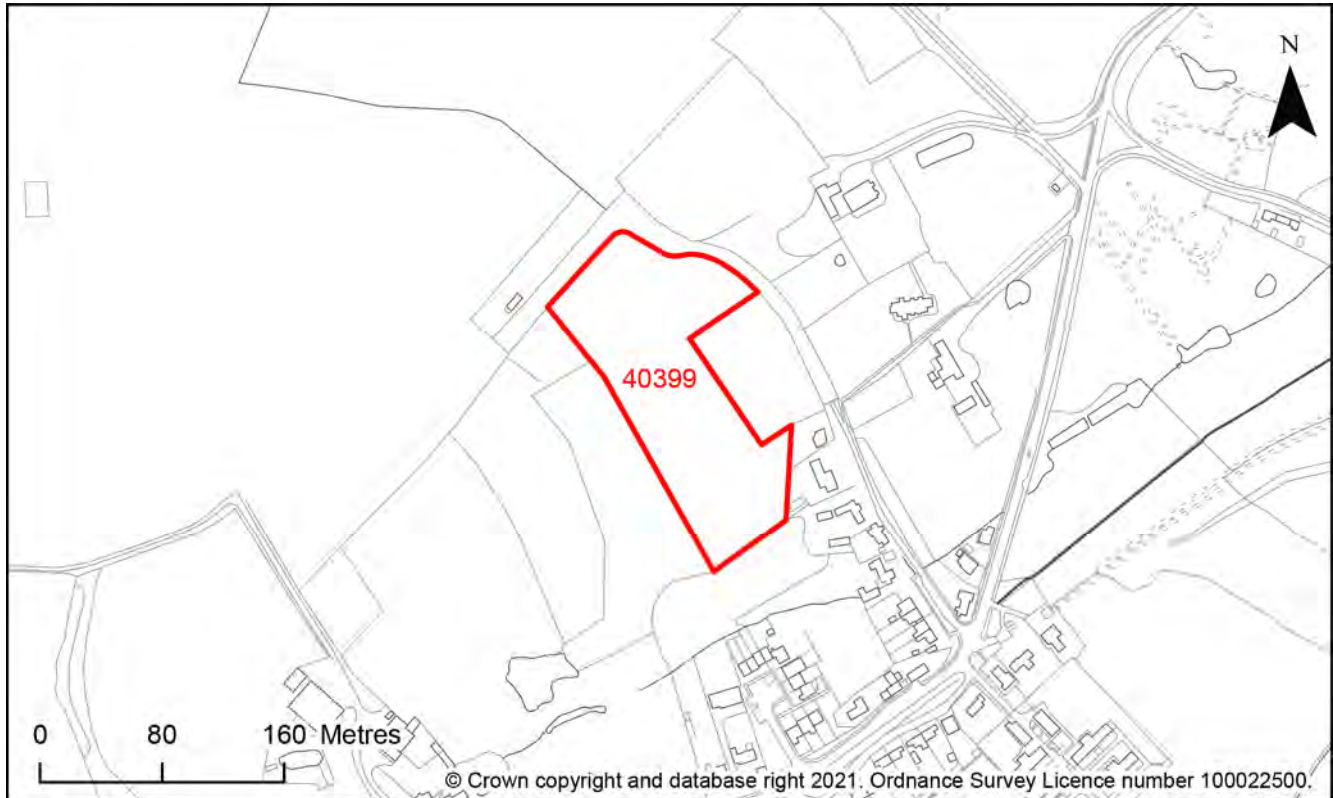 N
40399
0 80 160 Metres
© Crown copyright and database right 2021. Ordnance Survey Licence number 100022500.